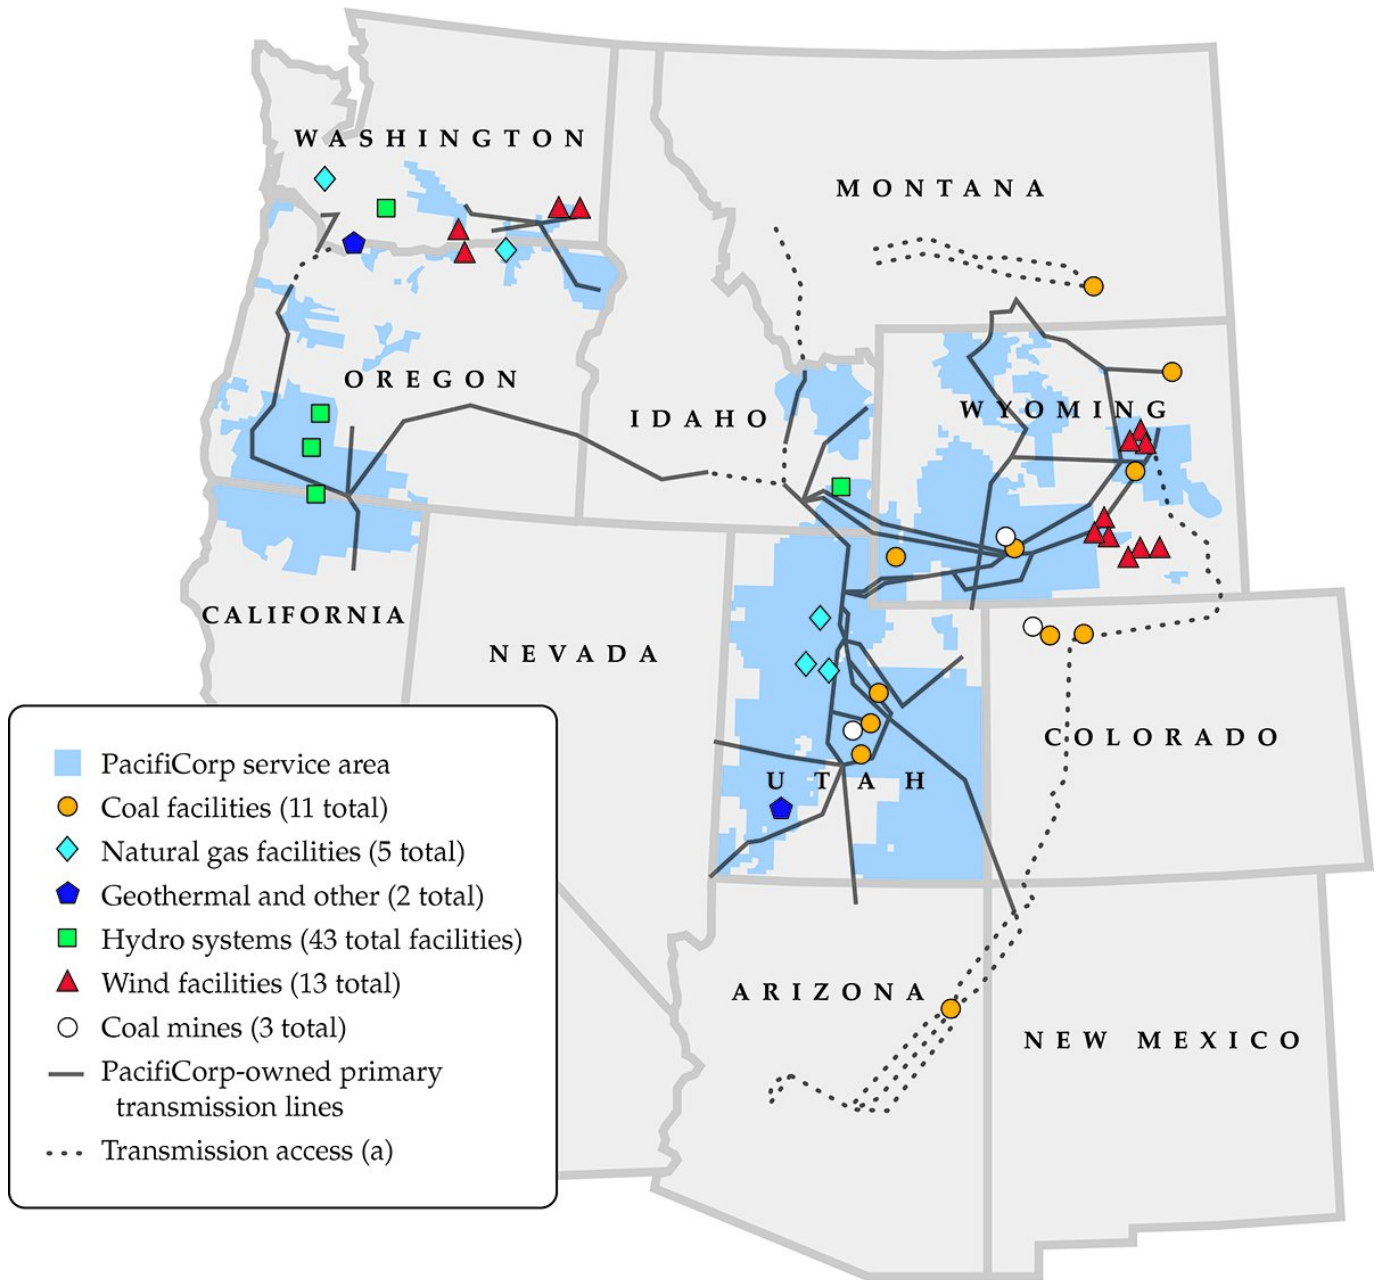 WASHINGTON
MONTANA
OREGON
IDAHO
WYOMING
CALIFORNIA
NEVADA
UTAH
COLORADO
ARIZONA
NEW MEXICO
PacifiCorp service area
Coal facilities (11 total)
Natural gas facilities (5 total)
Geothermal and other (2 total)
Hydro systems (43 total facilities)
Wind facilities (13 total)
Coal mines (3 total)
PacifiCorp-owned primary
transmission lines
Transmission access (a)